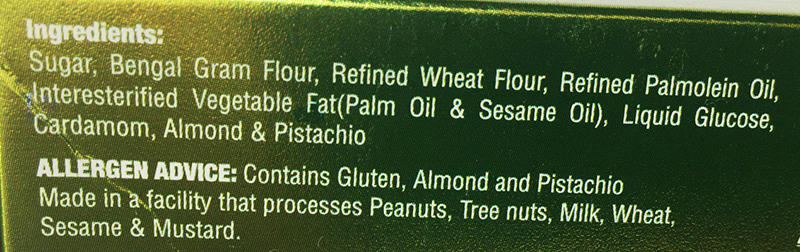 Ingredients:
Sugar, Bengal Gram Flour, Refined Wheat Flour, Refined Palmolein Oil,
Interesterified Vegetable Fat(Palm Oil & Sesame Oil), Liquid Glucose,
Cardamom, Almond & Pistachio
ALLERGEN ADVICE: Contains Gluten, Almond and Pistachio
Made in a facility that processes Peanuts, Tree nuts, Milk, Wheat,
Sesame & Mustard.